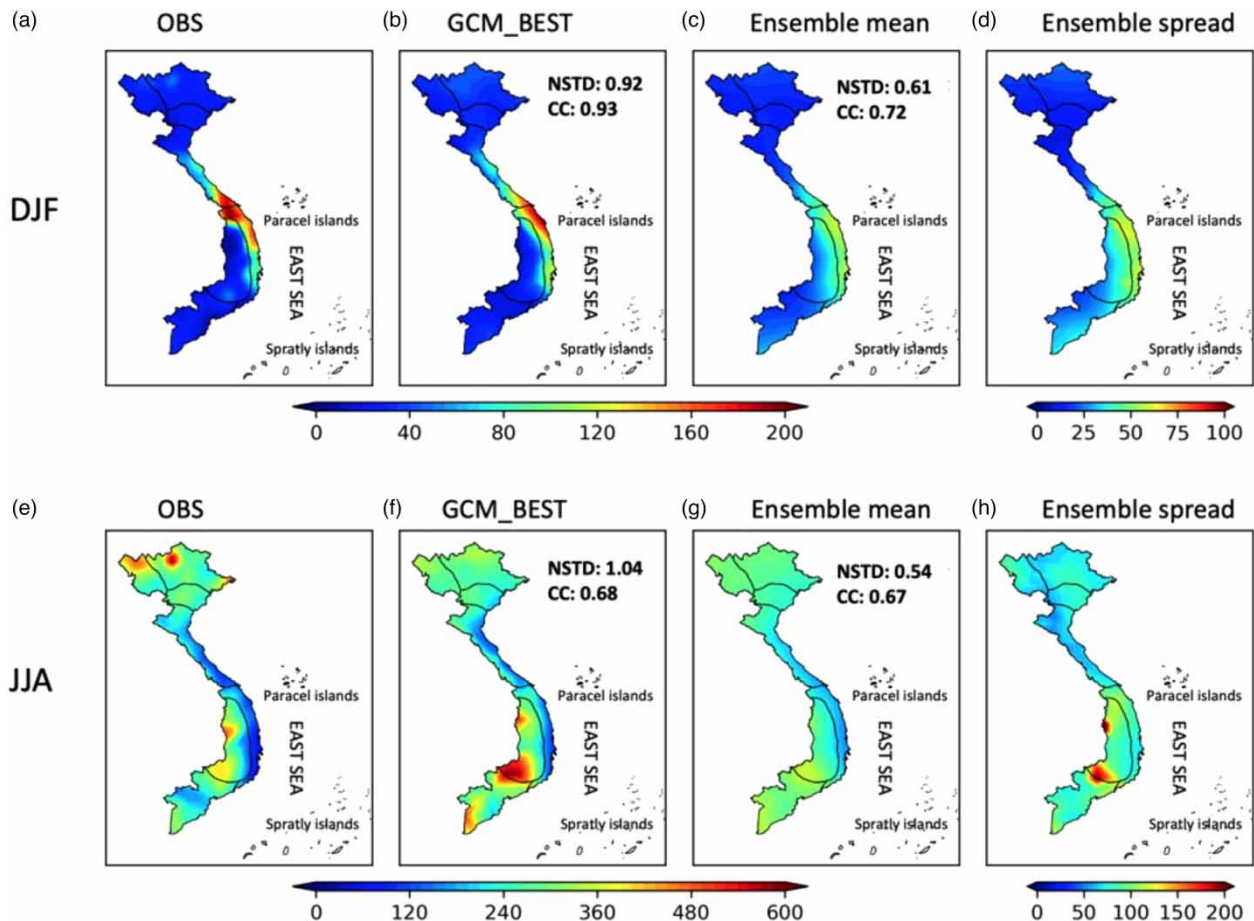 (a) OBS
(b) GCM_BEST
(c) Ensemble mean
(d) Ensemble spread
DJF
Paracel islands
EAST SEA
Spratly islands
NSTD: 0.92
CC: 0.93
Paracel islands
EAST SEA
Spratly islands
NSTD: 0.61
CC: 0.72
Paracel islands
EAST SEA
Spratly islands
Paracel islands
EAST SEA
Spratly islands
0 40 80 120 160 200
0 25 50 75 100
(e) OBS
(f) GCM_BEST
(g) Ensemble mean
(h) Ensemble spread
JJA
Paracel islands
EAST SEA
Spratly islands
NSTD: 1.04
CC: 0.68
Paracel islands
EAST SEA
Spratly islands
NSTD: 0.54
CC: 0.67
Paracel islands
EAST SEA
Spratly islands
Paracel islands
EAST SEA
Spratly islands
0 120 240 360 480 600
0 50 100 150 200